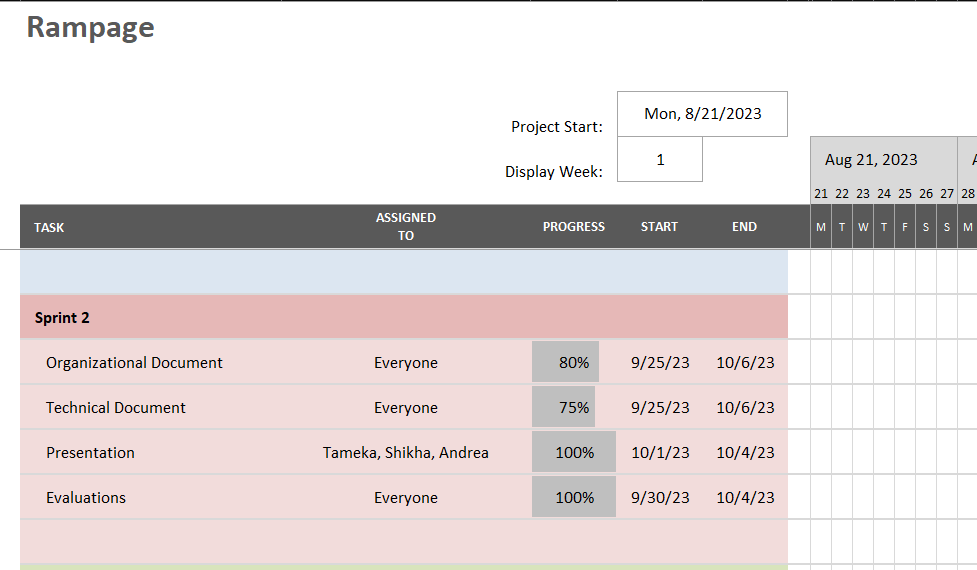 Rampage
Project Start: Mon, 8/21/2023
Display Week: 1
Aug 21, 2023
21 22 23 24 25 26 27 28
TASK ASSIGNED TO PROGRESS START END M T W T F S S M
Sprint 2
Organizational Document Everyone 80% 9/25/23 10/6/23
Technical Document Everyone 75% 9/25/23 10/6/23
Presentation Tameka, Shikha, Andrea 100% 10/1/23 10/4/23
Evaluations Everyone 100% 9/30/23 10/4/23